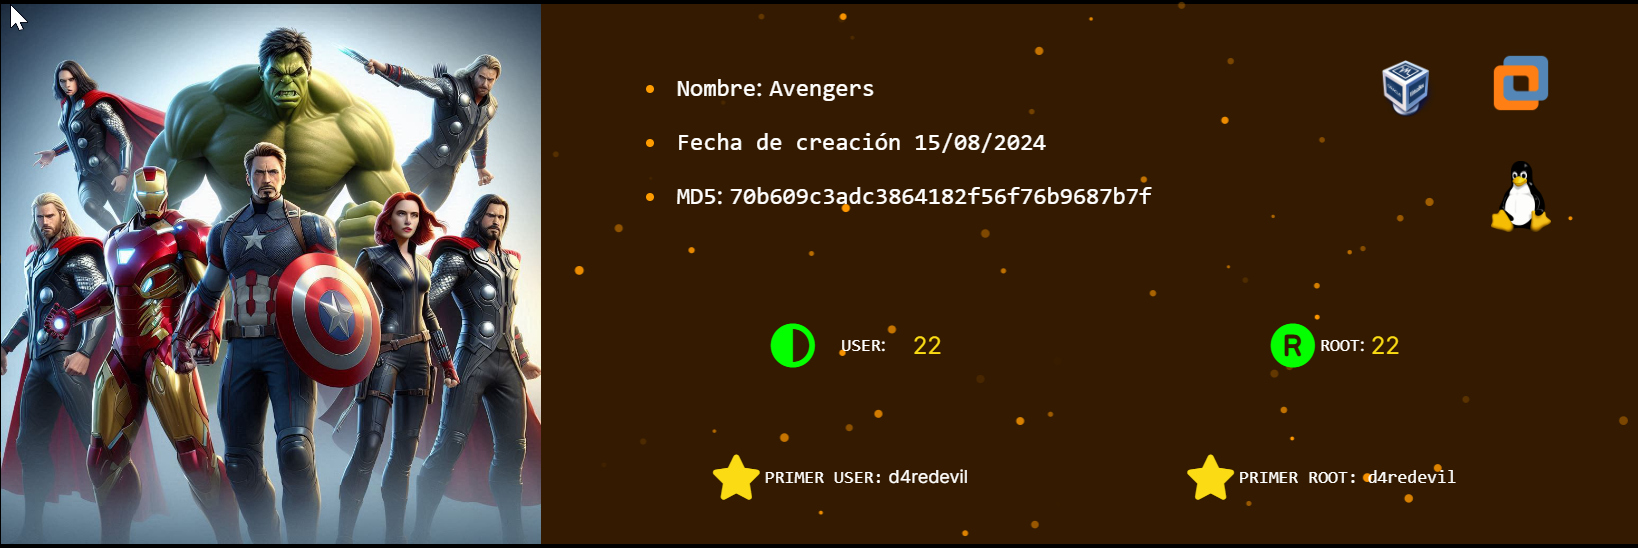 Nombre: Avengers
Fecha de creación 15/08/2024
MD5: 70b609c3adc3864182f56f76b9687b7f
USER: 22
R ROOT: 22
PRIMER USER: d4redevil
PRIMER ROOT: d4redevil